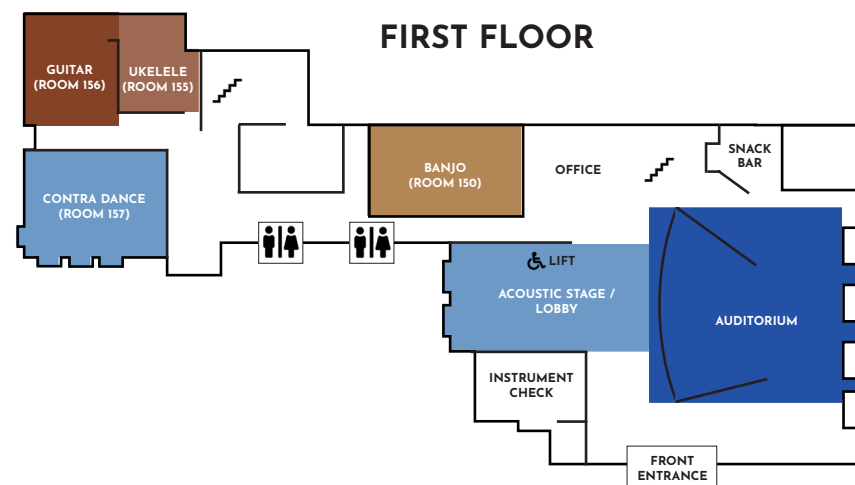 FIRST FLOOR
GUITAR
(ROOM 156)
UKELELE
(ROOM 155)
SNACK
BAR
BANJO
(ROOM 150)
OFFICE
CONTRA DANCE
(ROOM 157)
LIFT
ACOUSTIC STAGE /
LOBBY
AUDITORIUM
INSTRUMENT
CHECK
FRONT
ENTRANCE